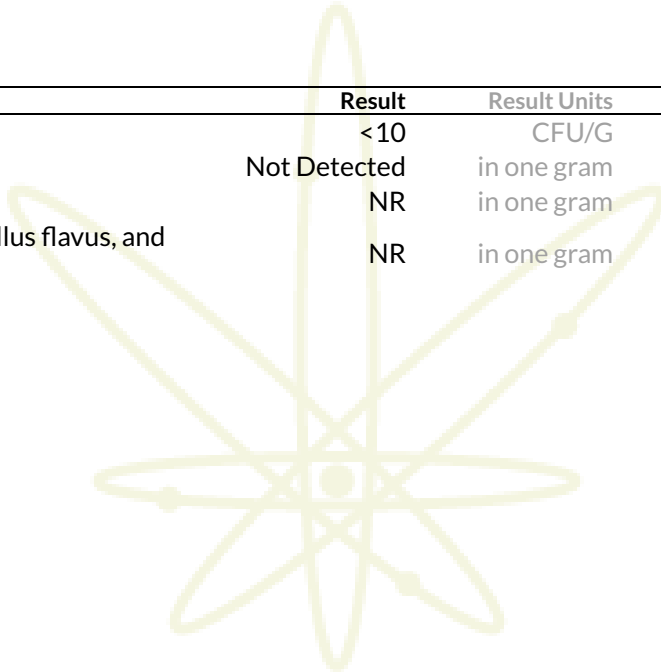 Result Result Units
<10 CFU/G
Not Detected in one gram
NR in one gram
llus flavus, and
NR in one gram